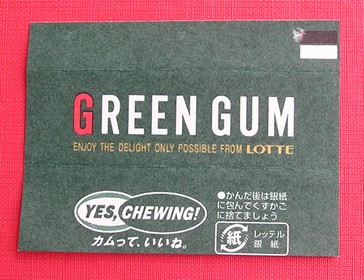 GREEN GUM
ENJOY THE DELIGHT ONLY POSSIBLE FROM LOTTE
YES, CHEWING!
カムって、いいね。
●かんだ後は銀紙
に包んでくずかご
に捨てましょう
紙
レッテル
銀紙